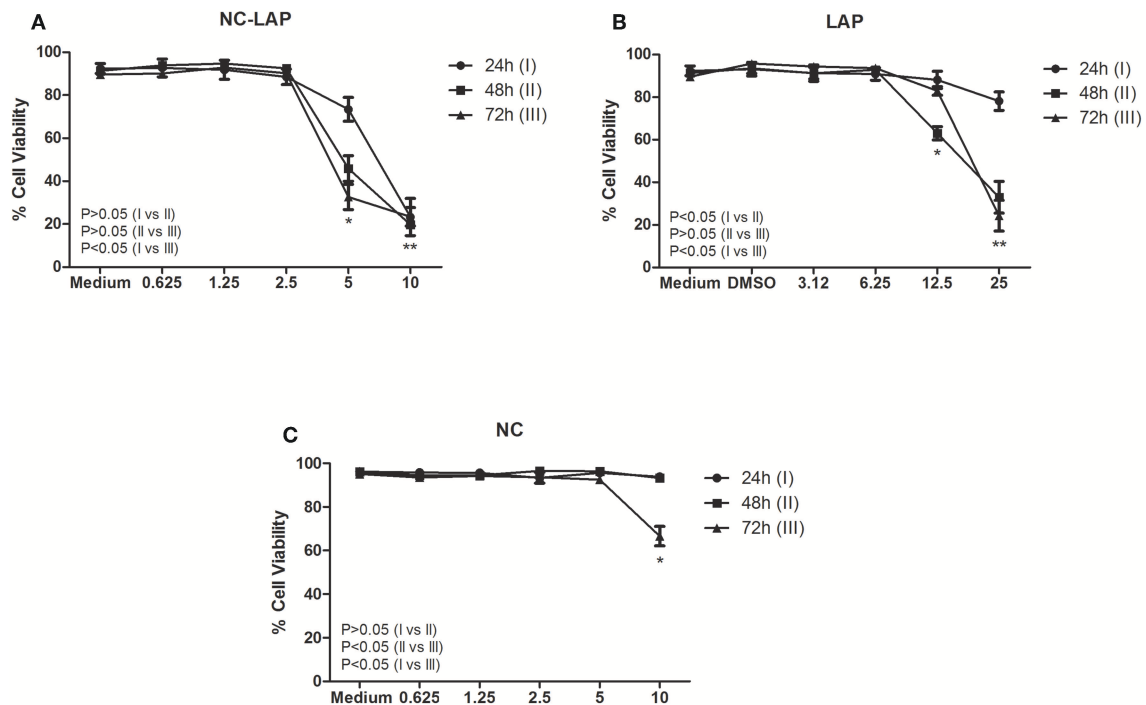 A
NC-LAP
% Cell Viability
100
80
60
40
20
0
P>0.05 (I vs II)
P>0.05 (II vs III)
P<0.05 (I vs III)
*
**
Medium 0.625 1.25 2.5 5 10
24h (I)
48h (II)
72h (III)
B
LAP
% Cell Viability
100
80
60
40
20
0
P<0.05 (I vs II)
P>0.05 (II vs III)
P<0.05 (I vs III)
*
**
Medium DMSO 3.12 6.25 12.5 25
24h (I)
48h (II)
72h (III)
C
NC
% Cell Viability
100
80
60
40
20
0
P>0.05 (I vs II)
P<0.05 (II vs III)
P<0.05 (I vs III)
*
Medium 0.625 1.25 2.5 5 10
24h (I)
48h (II)
72h (III)